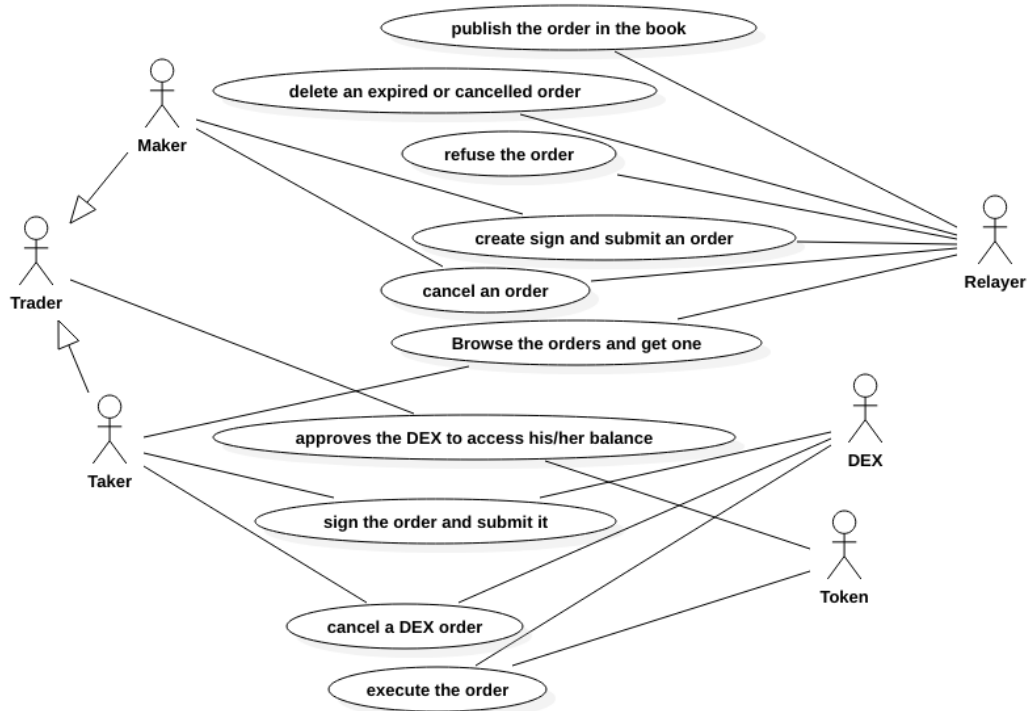 publish the order in the book
delete an expired or cancelled order
Maker
refuse the order
create sign and submit an order
Relayer
cancel an order
Trader
Browse the orders and get one
approves the DEX to access his/her balance
DEX
Taker
sign the order and submit it
Token
cancel a DEX order
execute the order